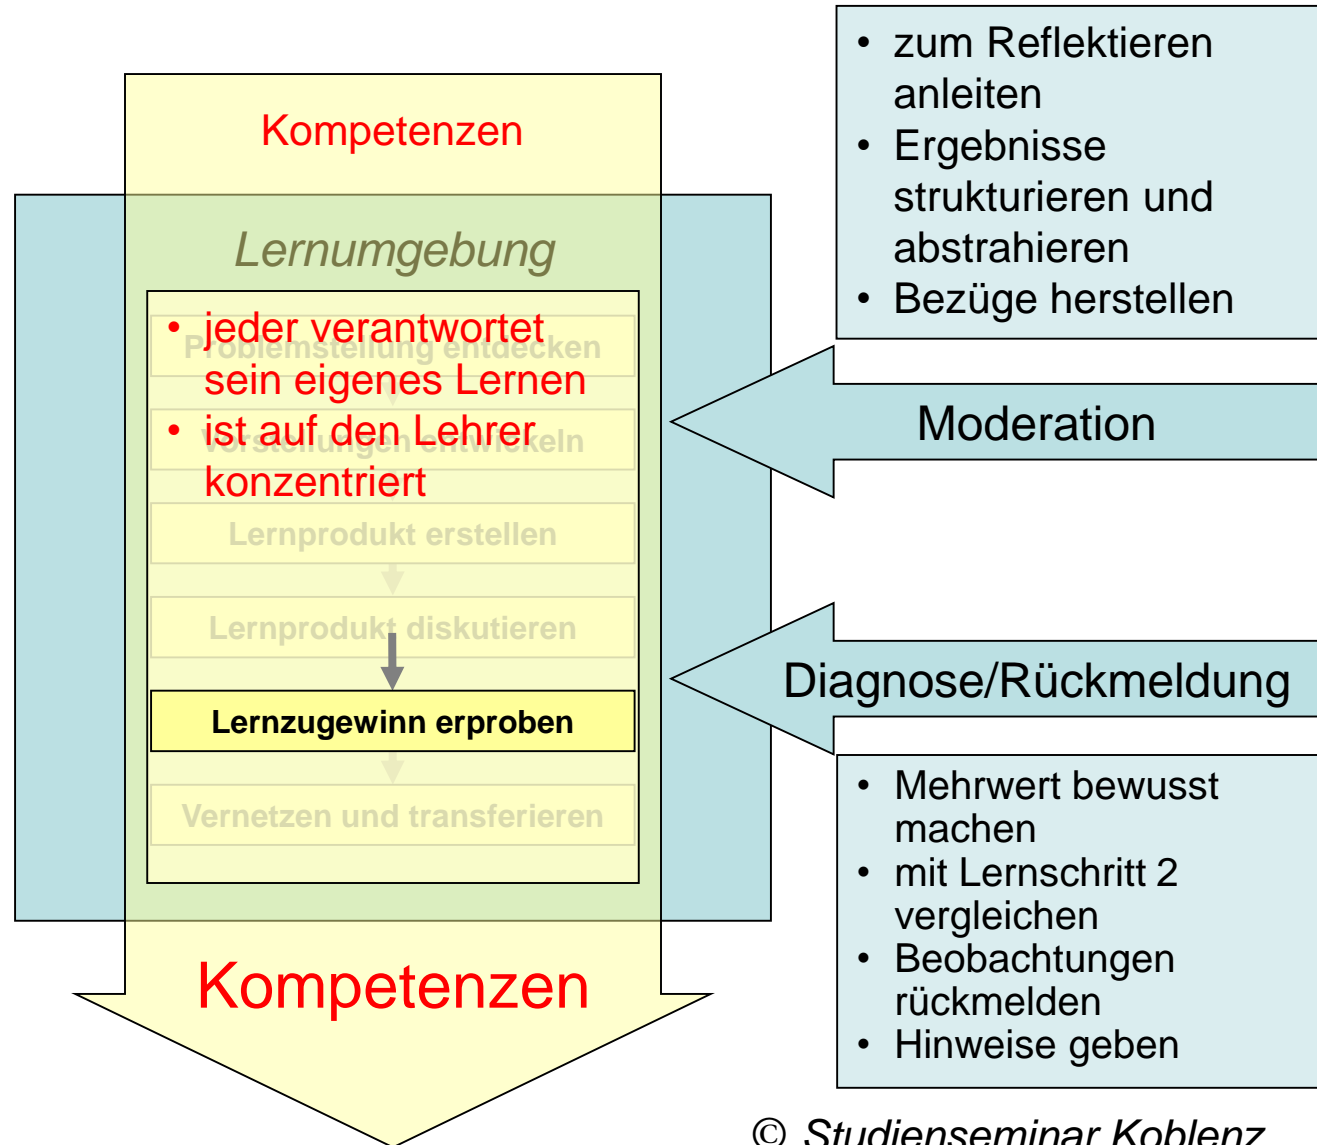 Kompetenzen
Lernumgebung
• jeder verantwortet
sein eigenes Lernen
• ist auf den Lehrer
konzentriert
Problemstellung entdecken
Vorstellungen entwickeln
Lernprodukt erstellen
Lernprodukt diskutieren
Lernzugewinn erproben
Vernetzen und transferieren
Kompetenzen
• zum Reflektieren
anleiten
• Ergebnisse
strukturieren und
abstrahieren
• Bezüge herstellen
Moderation
Diagnose/Rückmeldung
• Mehrwert bewusst
machen
• mit Lernschritt 2
vergleichen
• Beobachtungen
rückmelden
• Hinweise geben
© Studienseminar Koblenz